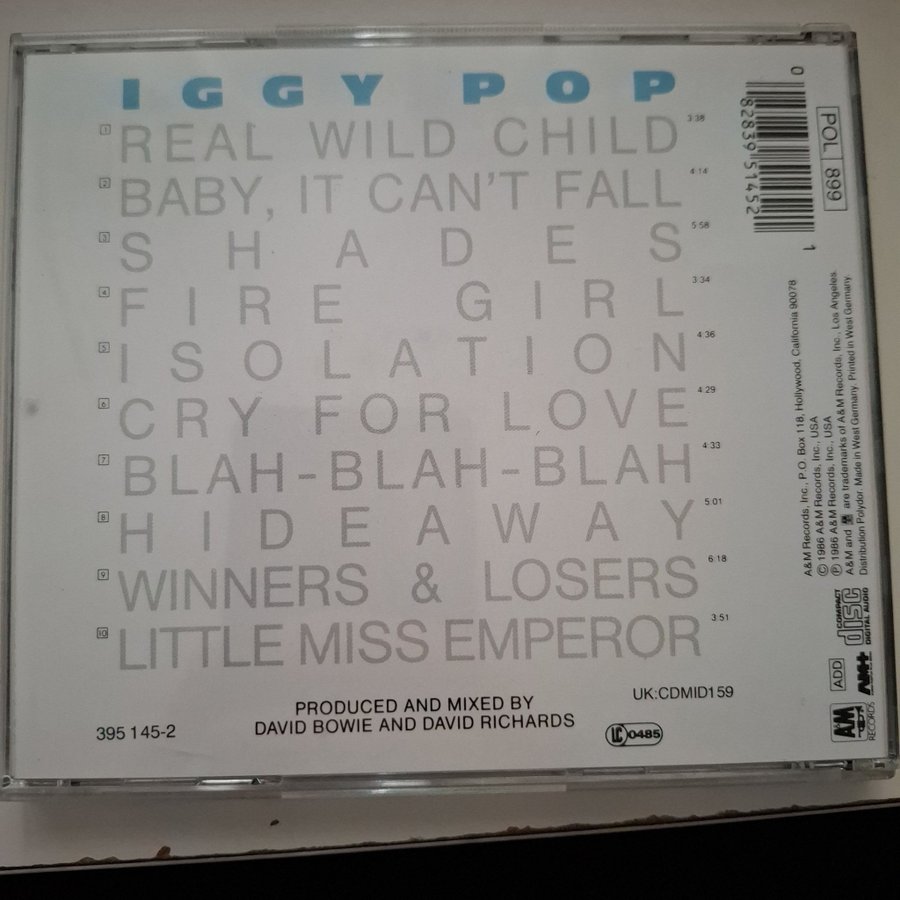 IGGY POP
1 REAL WILD CHILD 3:38
2 BABY, IT CAN'T FALL 4:14
3 SHADES 5:58
4 FIRE GIRL 3:34
5 ISOLATION 4:36
6 CRY FOR LOVE 4:29
7 BLAH-BLAH-BLAH 4:33
8 HIDEAWAY 5:01
9 WINNERS & LOSERS 6:18
10 LITTLE MISS EMPEROR 3:51
PRODUCED AND MIXED BY
DAVID BOWIE AND DAVID RICHARDS
395 145-2
UK:CDMID159
LC 0485
0 82839 51452 1
POL 899
A&M Records, Inc., P.O. Box 118, Hollywood, California 90078
© 1986 A&M Records, Inc., USA
℗ 1986 A&M Records, Inc., USA
A&M and are trademarks of A&M Records, Inc., Los Angeles.
Distribution Polydor. Made in West Germany. Printed in West Germany.
COMPACT
disc
DIGITAL AUDIO
ADD
AM+
A&M
RECORDS